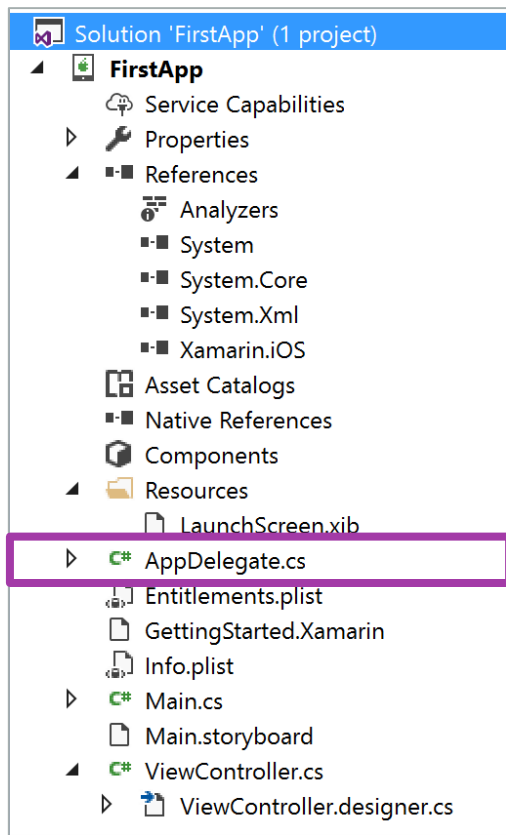 Solution 'FirstApp' (1 project)
FirstApp
Service Capabilities
Properties
References
Analyzers
System
System.Core
System.Xml
Xamarin.iOS
Asset Catalogs
Native References
Components
Resources
LaunchScreen.xib
C# AppDelegate.cs
Entitlements.plist
GettingStarted.Xamarin
Info.plist
C# Main.cs
Main.storyboard
C# ViewController.cs
ViewController.designer.cs